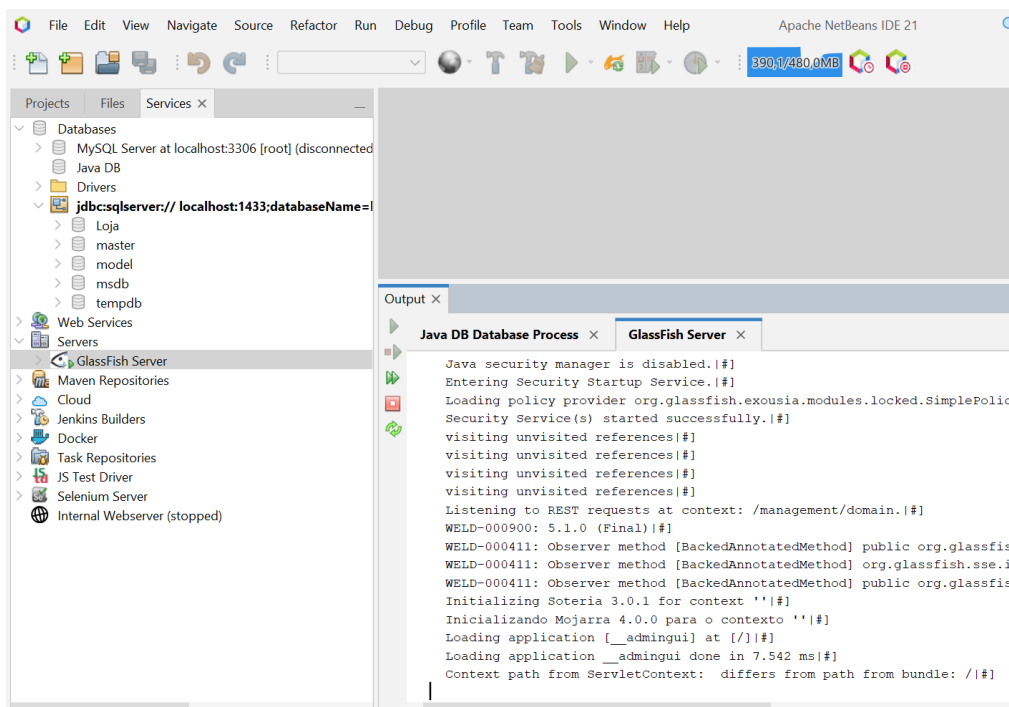 File Edit View Navigate Source Refactor Run Debug Profile Team Tools Window Help Apache NetBeans IDE 21
390,1/480,0MB
Projects Files Services
Databases
MySQL Server at localhost:3306 [root] (disconnected
Java DB
Drivers
jdbc:sqlserver:// localhost:1433;databaseName=
Loja
master
model
msdb
tempdb
Web Services
Servers
GlassFish Server
Maven Repositories
Cloud
Jenkins Builders
Docker
Task Repositories
JS Test Driver
Selenium Server
Internal Webserver (stopped)
Output
Java DB Database Process GlassFish Server
Java security manager is disabled.|#]
Entering Security Startup Service.|#]
Loading policy provider org.glassfish.exousia.modules.locked.SimplePolic
Security Service(s) started successfully.|#]
visiting unvisited references|#]
visiting unvisited references|#]
visiting unvisited references|#]
visiting unvisited references|#]
Listening to REST requests at context: /management/domain.|#]
WELD-000900: 5.1.0 (Final)|#]
WELD-000411: Observer method [BackedAnnotatedMethod] public org.glassfis
WELD-000411: Observer method [BackedAnnotatedMethod] org.glassfish.sse.i
WELD-000411: Observer method [BackedAnnotatedMethod] public org.glassfis
Initializing Soteria 3.0.1 for context ''|#]
Inicializando Mojarra 4.0.0 para o contexto ''|#]
Loading application [__admingui] at [/]|#]
Loading application __admingui done in 7.542 ms|#]
Context path from ServletContext:  differs from path from bundle: /|#]